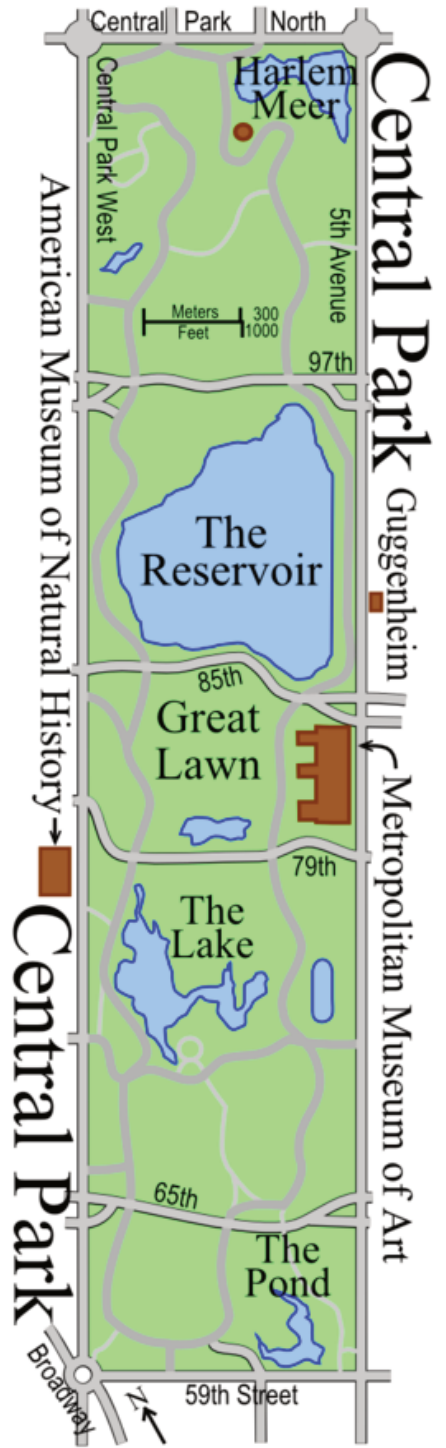 Central Park North
Harlem
Meer
Central Park
Central Park West
5th Avenue
American Museum of Natural History
Meters 300
Feet 1000
97th
Guggenheim
The
Reservoir
85th
Great
Lawn
Metropolitan Museum of Art
79th
The
Lake
Central Park
65th
The
Pond
Broadway
N
59th Street